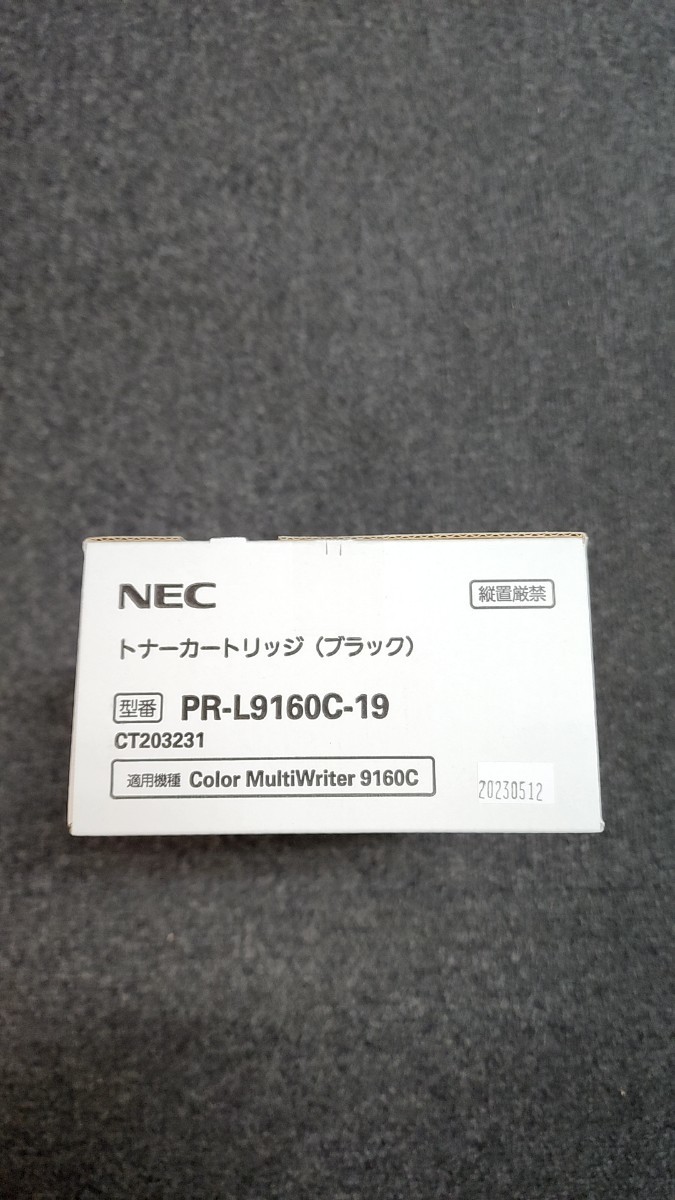 NEC
縦置厳禁
トナーカートリッジ（ブラック）
型番 PR-L9160C-19
CT203231
適用機種 Color MultiWriter 9160C
20230512